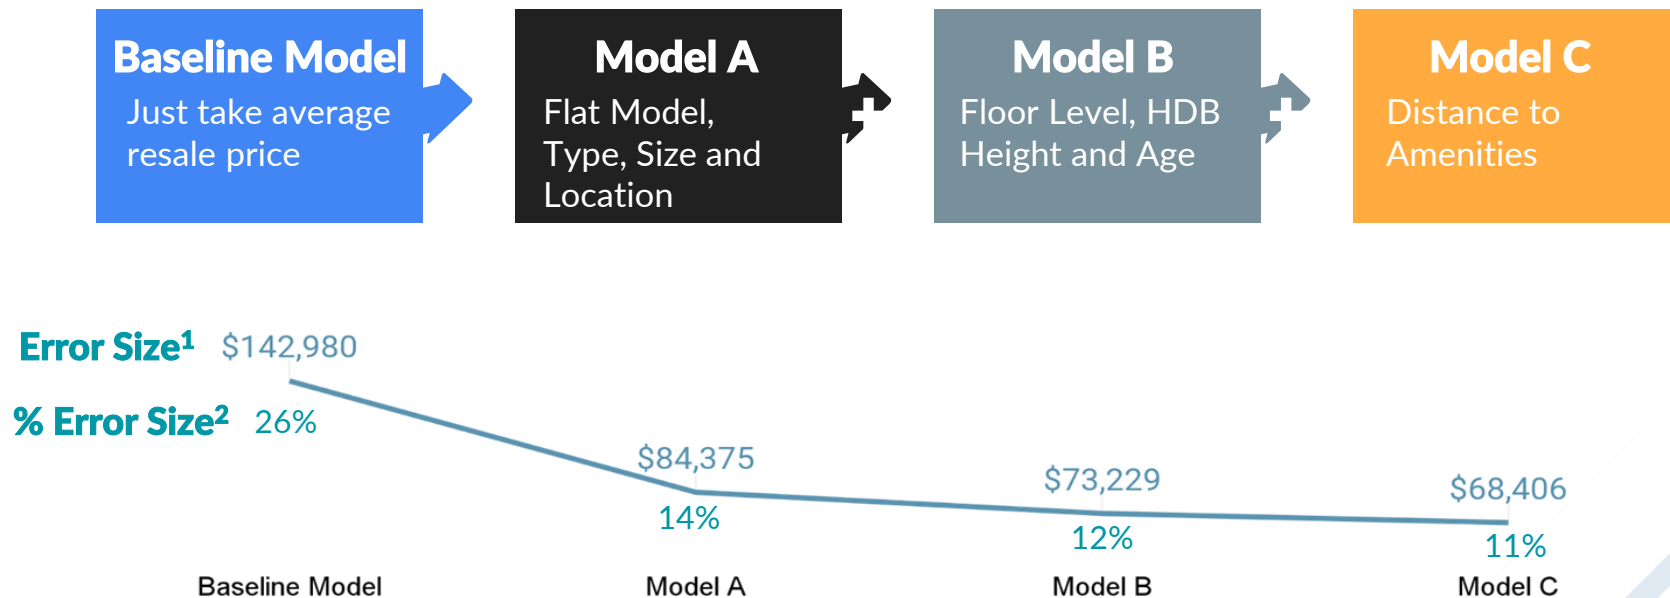 Baseline Model
Just take average
resale price
Model A
Flat Model,
Type, Size and
Location
Model B
Floor Level, HDB
Height and Age
Model C
Distance to
Amenities
Error Size¹ $142,980
% Error Size² 26%
$84,375
14%
$73,229
12%
$68,406
11%
Baseline Model Model A Model B Model C